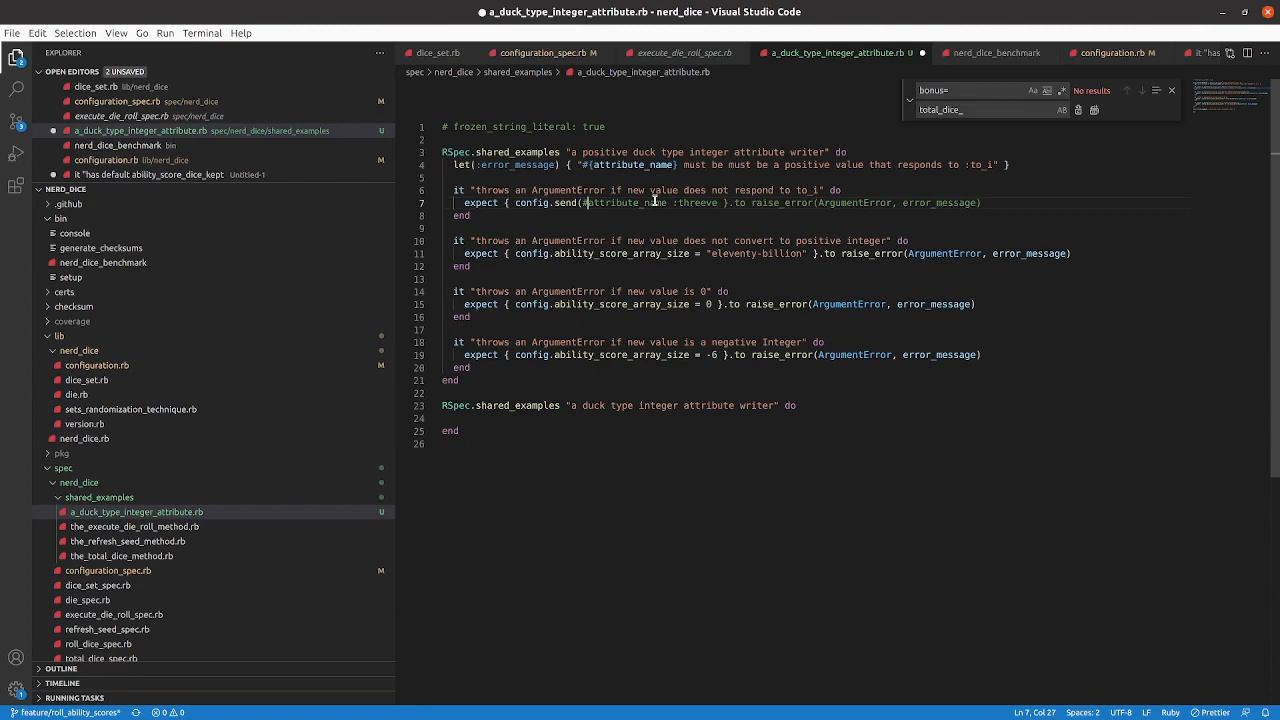 ● a_duck_type_integer_attribute.rb - nerd_dice - Visual Studio Code
File Edit Selection View Go Run Terminal Help
EXPLORER
OPEN EDITORS 2 UNSAVED
dice_set.rb lib/nerd_dice
configuration_spec.rb spec/nerd_dice M
execute_die_roll_spec.rb spec/nerd_dice
a_duck_type_integer_attribute.rb spec/nerd_dice/shared_examples U
nerd_dice_benchmark bin
configuration.rb lib/nerd_dice M
it "has default ability_score_dice_kept Untitled-1
NERD_DICE
.github
bin
console
generate_checksums
nerd_dice_benchmark
setup
certs
checksum
coverage
lib
nerd_dice
configuration.rb M
dice_set.rb
die.rb
sets_randomization_technique.rb
version.rb
nerd_dice.rb
pkg
spec
nerd_dice
shared_examples
a_duck_type_integer_attribute.rb U
the_execute_die_roll_method.rb
the_refresh_seed_method.rb
the_total_dice_method.rb
configuration_spec.rb M
dice_set_spec.rb
die_spec.rb
execute_die_roll_spec.rb
refresh_seed_spec.rb
roll_dice_spec.rb
total_dice_spec.rb
OUTLINE
TIMELINE
RUNNING TASKS
dice_set.rb configuration_spec.rb M execute_die_roll_spec.rb a_duck_type_integer_attribute.rb U nerd_dice_benchmark configuration.rb M it "has
spec > nerd_dice > shared_examples > a_duck_type_integer_attribute.rb
bonus= Aa No results
total_dice_ AB
1 # frozen_string_literal: true
2
3 RSpec.shared_examples "a positive duck type integer attribute writer" do
4 let(:error_message) { "#{attribute_name} must be must be a positive value that responds to :to_i" }
5
6 it "throws an ArgumentError if new value does not respond to to_i" do
7 expect { config.send(#attribute_name :threeve }.to raise_error(ArgumentError, error_message)
8 end
9
10 it "throws an ArgumentError if new value does not convert to positive integer" do
11 expect { config.ability_score_array_size = "eleventy-billion" }.to raise_error(ArgumentError, error_message)
12 end
13
14 it "throws an ArgumentError if new value is 0" do
15 expect { config.ability_score_array_size = 0 }.to raise_error(ArgumentError, error_message)
16 end
17
18 it "throws an ArgumentError if new value is a negative Integer" do
19 expect { config.ability_score_array_size = -6 }.to raise_error(ArgumentError, error_message)
20 end
21 end
22
23 RSpec.shared_examples "a duck type integer attribute writer" do
24
25 end
26
feature/roll_ability_scores* 0 0 Ln 7, Col 27 Spaces: 2 UTF-8 LF Ruby Prettier